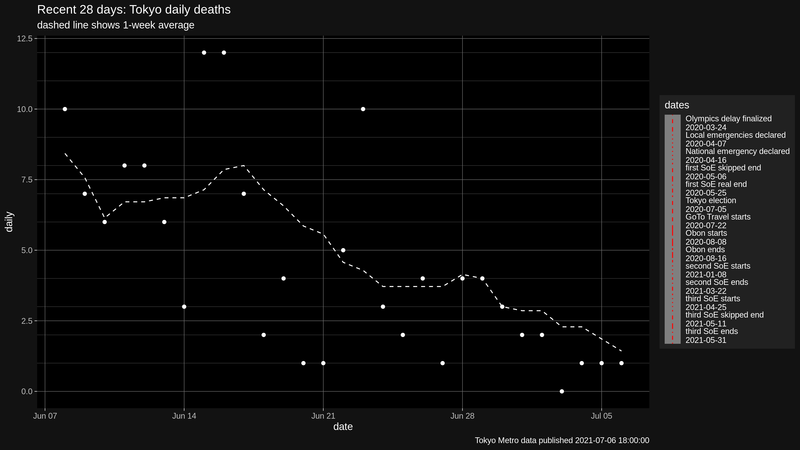 Recent 28 days: Tokyo daily deaths
dashed line shows 1-week average
12.5
10.0
7.5
5.0
2.5
0.0
daily
Jun 07
Jun 14
Jun 21
Jun 28
Jul 05
date
Tokyo Metro data published 2021-07-06 18:00:00
dates
Olympics delay finalized
2020-03-24
Local emergencies declared
2020-04-07
National emergency declared
2020-04-16
first SoE skipped end
2020-05-06
first SoE real end
2020-05-25
Tokyo election
2020-07-05
GoTo Travel starts
2020-07-22
Obon starts
2020-08-08
Obon ends
2020-08-16
second SoE starts
2021-01-08
second SoE ends
2021-03-22
third SoE starts
2021-04-25
third SoE skipped end
2021-05-11
third SoE ends
2021-05-31